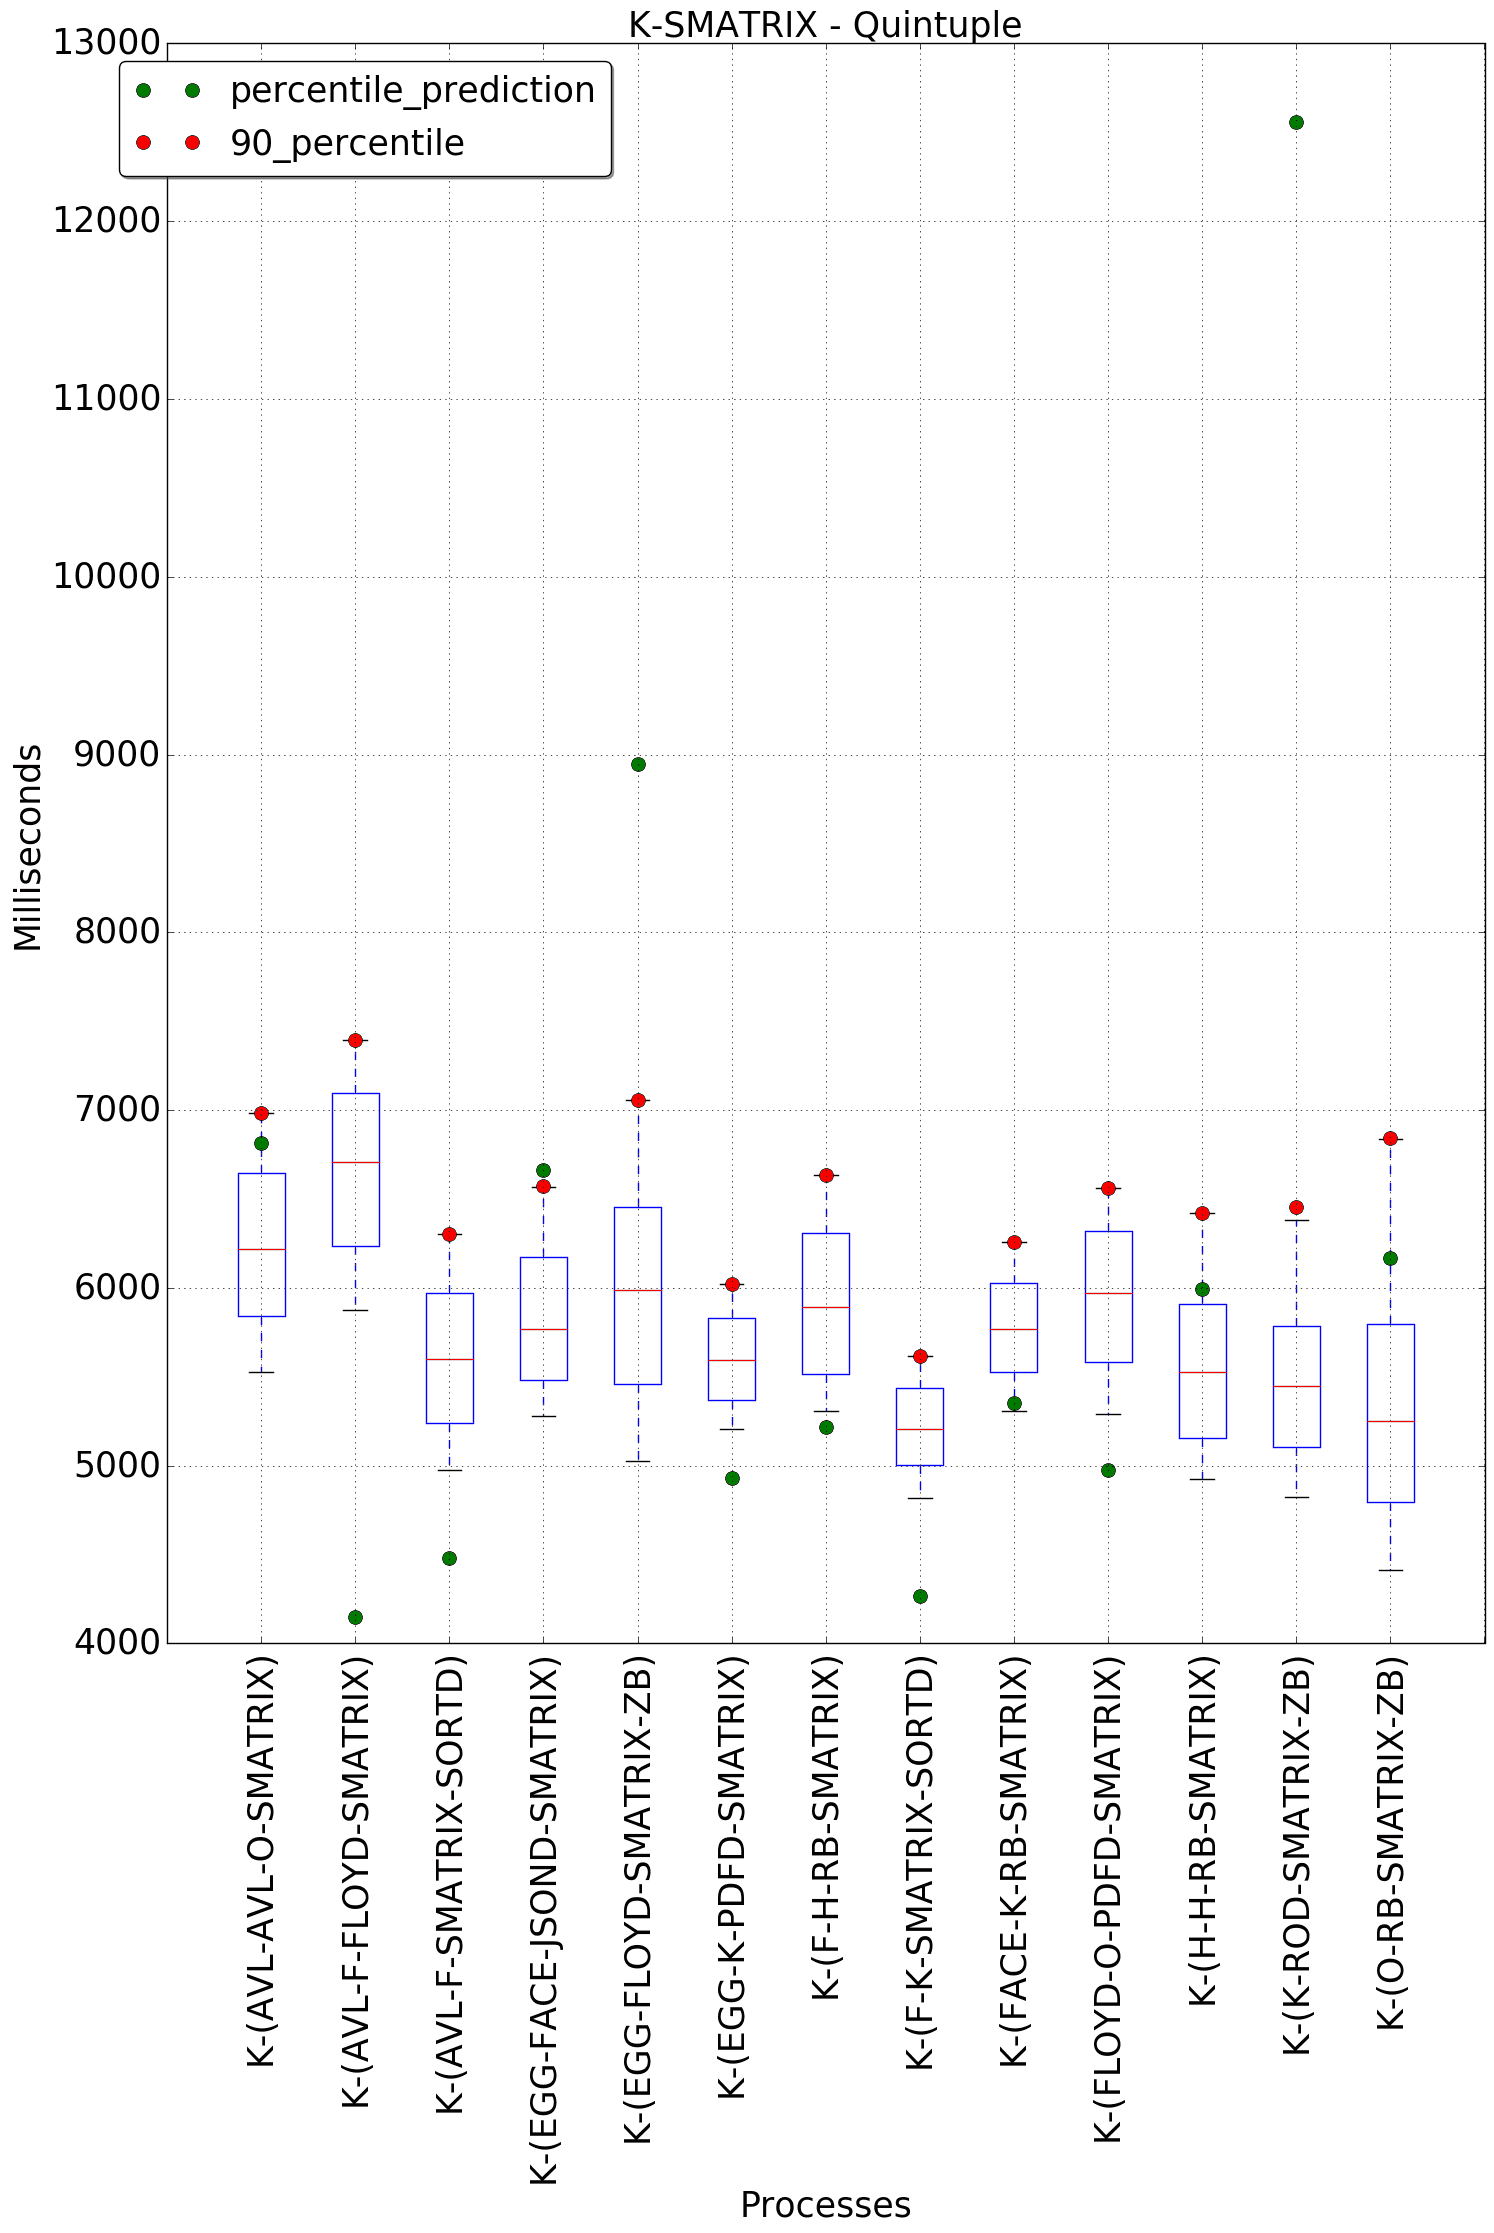 K-SMATRIX - Quintuple
percentile_prediction
90_percentile
13000
12000
11000
10000
9000
8000
7000
6000
5000
4000
Milliseconds
K-(AVL-AVL-O-SMATRIX)
K-(AVL-F-FLOYD-SMATRIX)
K-(AVL-F-SMATRIX-SORTD)
K-(EGG-FACE-JSOND-SMATRIX)
K-(EGG-FLOYD-SMATRIX-ZB)
K-(EGG-K-PDFD-SMATRIX)
K-(F-H-RB-SMATRIX)
K-(F-K-SMATRIX-SORTD)
K-(FACE-K-RB-SMATRIX)
K-(FLOYD-O-PDFD-SMATRIX)
K-(H-H-RB-SMATRIX)
K-(K-ROD-SMATRIX-ZB)
K-(O-RB-SMATRIX-ZB)
Processes